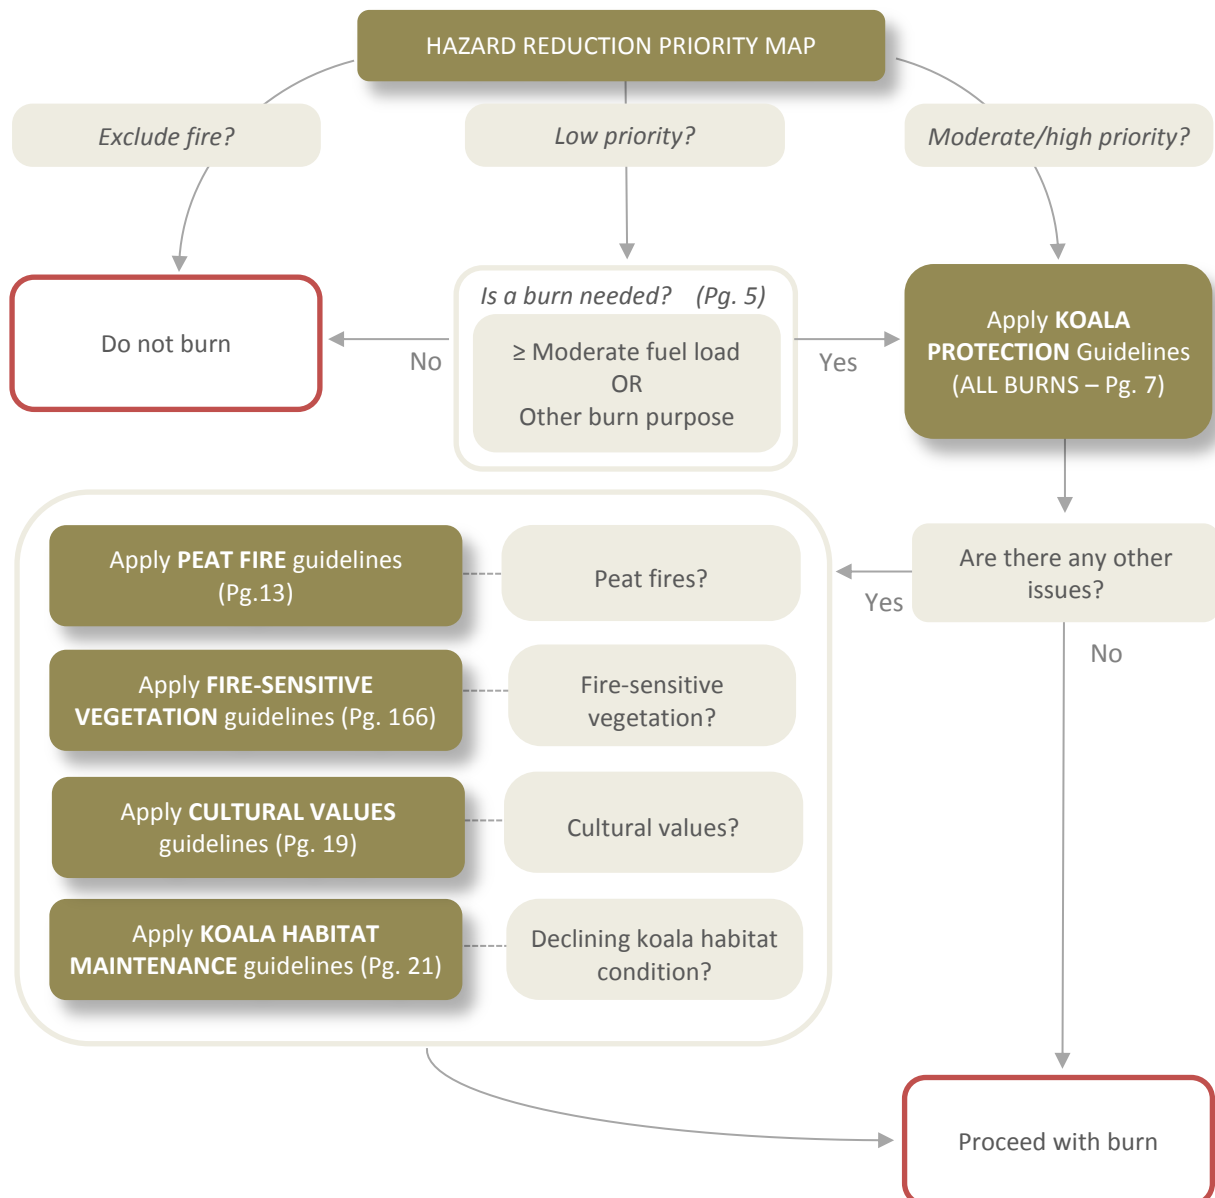 HAZARD REDUCTION PRIORITY MAP
Exclude fire?
Low priority?
Moderate/high priority?
Do not burn
No
Is a burn needed? (Pg. 5)
≥ Moderate fuel load
OR
Other burn purpose
Yes
Apply KOALA
PROTECTION Guidelines
(ALL BURNS – Pg. 7)
Are there any other
issues?
Yes
No
Apply PEAT FIRE guidelines
(Pg.13)
Peat fires?
Apply FIRE-SENSITIVE
VEGETATION guidelines (Pg. 166)
Fire-sensitive
vegetation?
Apply CULTURAL VALUES
guidelines (Pg. 19)
Cultural values?
Apply KOALA HABITAT
MAINTENANCE guidelines (Pg. 21)
Declining koala habitat
condition?
Proceed with burn